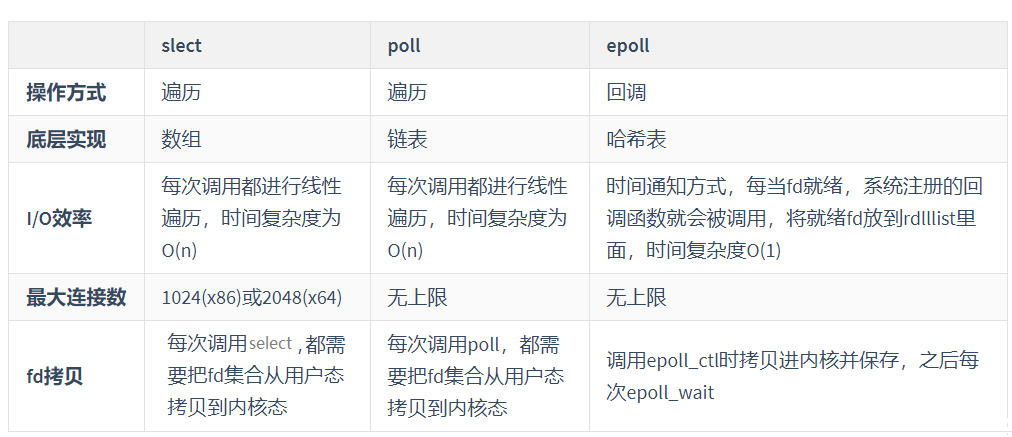 slect poll epoll
操作方式 遍历 遍历 回调
底层实现 数组 链表 哈希表
I/O效率
每次调用都进行线性
遍历，时间复杂度为
O(n)
每次调用都进行线性
遍历，时间复杂度为
O(n)
时间通知方式，每当fd就绪，系统注册的回
调函数就会被调用，将就绪fd放到rdlllist里
面，时间复杂度O(1)
最大连接数 1024(x86)或2048(x64) 无上限 无上限
fd拷贝
每次调用select,都需
要把fd集合从用户态
拷贝到内核态
每次调用poll，都需
要把fd集合从用户态
拷贝到内核态
调用epoll_ctl时拷贝进内核并保存，之后每
次epoll_wait